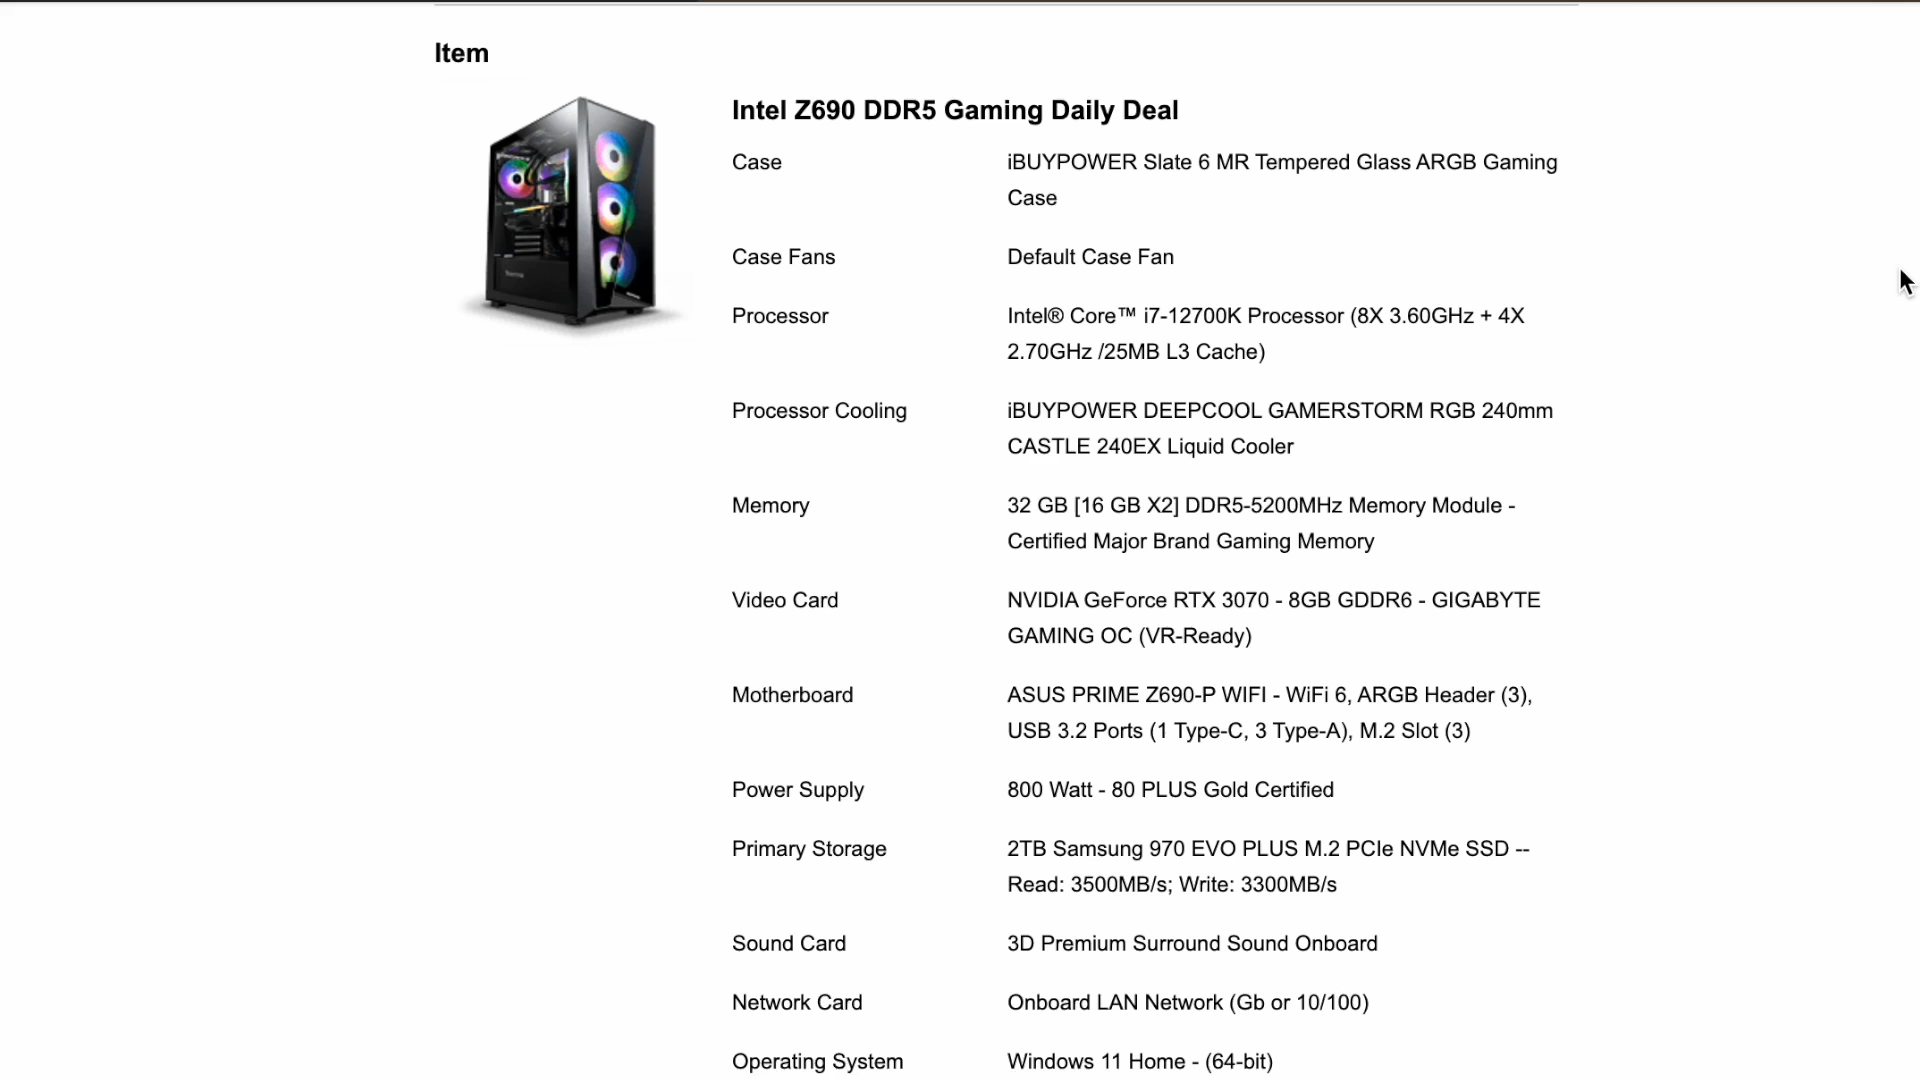 Item
Intel Z690 DDR5 Gaming Daily Deal
Case
iBUYPOWER Slate 6 MR Tempered Glass ARGB Gaming
Case
Case Fans
Default Case Fan
Processor
Intel® Core™ i7-12700K Processor (8X 3.60GHz + 4X
2.70GHz /25MB L3 Cache)
Processor Cooling
iBUYPOWER DEEPCOOL GAMERSTORM RGB 240mm
CASTLE 240EX Liquid Cooler
Memory
32 GB [16 GB X2] DDR5-5200MHz Memory Module -
Certified Major Brand Gaming Memory
Video Card
NVIDIA GeForce RTX 3070 - 8GB GDDR6 - GIGABYTE
GAMING OC (VR-Ready)
Motherboard
ASUS PRIME Z690-P WIFI - WiFi 6, ARGB Header (3),
USB 3.2 Ports (1 Type-C, 3 Type-A), M.2 Slot (3)
Power Supply
800 Watt - 80 PLUS Gold Certified
Primary Storage
2TB Samsung 970 EVO PLUS M.2 PCIe NVMe SSD --
Read: 3500MB/s; Write: 3300MB/s
Sound Card
3D Premium Surround Sound Onboard
Network Card
Onboard LAN Network (Gb or 10/100)
Operating System
Windows 11 Home - (64-bit)